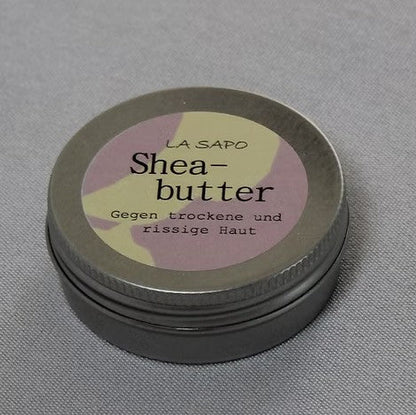 LA SAPO
Shea-
butter
Gegen trockene und
rissige Haut